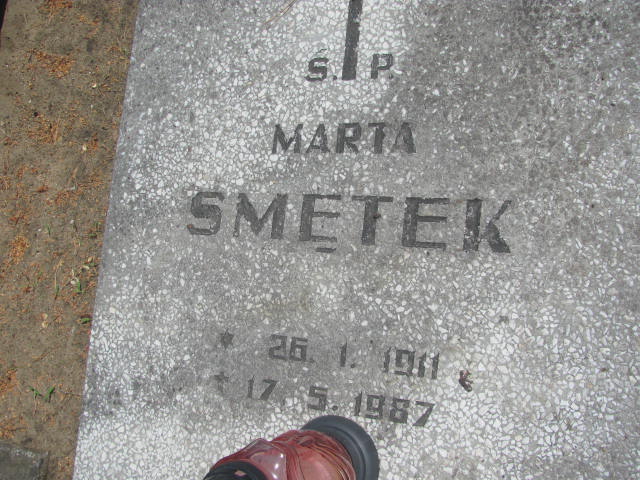 Ś. P.
MARTA
SMĘTEK
* 26. 1. 1911
† 17. 5. 1987